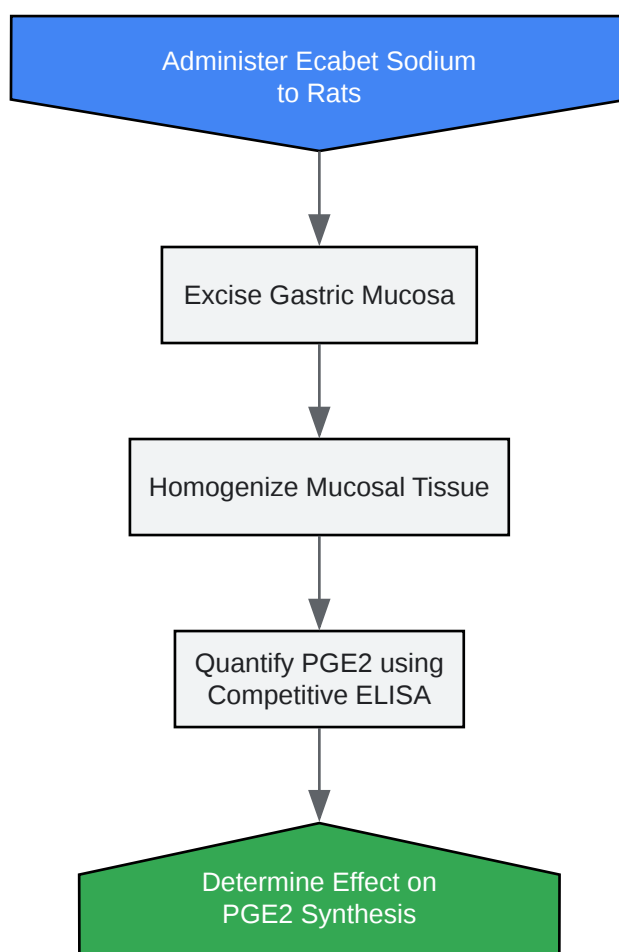 Administer Ecabet Sodium
to Rats
Excise Gastric Mucosa
Homogenize Mucosal Tissue
Quantify PGE2 using
Competitive ELISA
Determine Effect on
PGE2 Synthesis